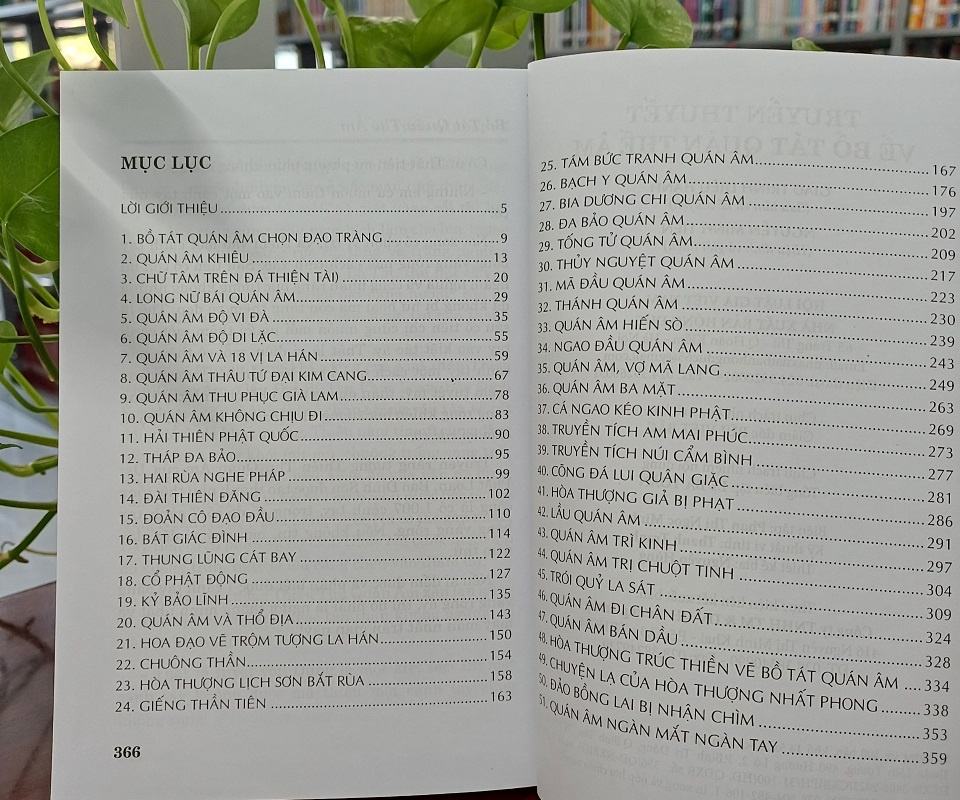 MỤC LỤC
LỜI GIỚI THIỆU ... 5
1. BỒ TÁT QUÁN ÂM CHỌN ĐẠO TRÀNG ... 9
2. QUÁN ÂM KHIÊU ... 13
3. CHỮ TÂM TRÊN ĐÁ THIỆN TÀI) ... 20
4. LONG NỮ BÁI QUÁN ÂM ... 29
5. QUÁN ÂM ĐỘ VI ĐÀ ... 35
6. QUÁN ÂM ĐỘ DI LẶC ... 55
7. QUÁN ÂM VÀ 18 VỊ LA HÁN ... 59
8. QUÁN ÂM THÂU TỨ ĐẠI KIM CANG ... 67
9. QUÁN ÂM THU PHỤC GIÀ LAM ... 78
10. QUÁN ÂM KHÔNG CHỊU ĐI ... 83
11. HẢI THIÊN PHẬT QUỐC ... 90
12. THÁP ĐA BẢO ... 95
13. HAI RÙA NGHE PHÁP ... 99
14. ĐÀI THIÊN ĐĂNG ... 102
15. ĐOẢN CÔ ĐẠO ĐẦU ... 110
16. BÁT GIÁC ĐÌNH ... 114
17. THUNG LŨNG CÁT BAY ... 122
18. CỔ PHẬT ĐỘNG ... 127
19. KỶ BẢO LĨNH ... 135
20. QUÁN ÂM VÀ THỔ ĐỊA ... 143
21. HOA ĐẠO VẼ TRỘM TƯỢNG LA HÁN ... 150
22. CHUÔNG THẦN ... 154
23. HÒA THƯỢNG LỊCH SƠN BẮT RÙA ... 158
24. GIẾNG THẦN TIÊN ... 163
366
25. TÁM BỨC TRANH QUÁN ÂM ... 167
26. BẠCH Y QUÁN ÂM ... 176
27. BIA DƯƠNG CHI QUÁN ÂM ... 197
28. ĐA BẢO QUÁN ÂM ... 202
29. TỐNG TỬ QUÁN ÂM ... 209
30. THỦY NGUYỆT QUÁN ÂM ... 217
31. MÃ ĐẦU QUÁN ÂM ... 223
32. THÁNH QUÁN ÂM ... 230
33. QUÁN ÂM HIẾN SÒ ... 239
34. NGAO ĐẦU QUÁN ÂM ... 243
35. QUÁN ÂM, VỢ MÃ LANG ... 249
36. QUÁN ÂM BA MẶT ... 263
37. CÁ NGAO KÉO KINH PHẬT ... 269
38. TRUYỀN TÍCH AM MAI PHÚC ... 273
39. TRUYỀN TÍCH NÚI CẨM BÌNH ... 277
40. CÔNG ĐÁ LUI QUÂN GIẶC ... 281
41. HÒA THƯỢNG GIẢ BỊ PHẠT ... 286
42. LẦU QUÁN ÂM ... 291
43. QUÁN ÂM TRÌ KINH ... 297
44. QUÁN ÂM TRỊ CHUỘT TINH ... 304
45. TRÓI QUỶ LA SÁT ... 309
46. QUÁN ÂM ĐI CHÂN ĐẤT ... 324
47. QUÁN ÂM BÁN DẦU ... 328
48. HÒA THƯỢNG TRÚC THIỀN VẼ BỒ TÁT QUÁN ÂM ... 334
49. CHUYỆN LẠ CỦA HÒA THƯỢNG NHẤT PHONG ... 338
50. ĐẢO BỒNG LAI BỊ NHẬN CHÌM ... 353
51. QUÁN ÂM NGÀN MẮT NGÀN TAY ... 359